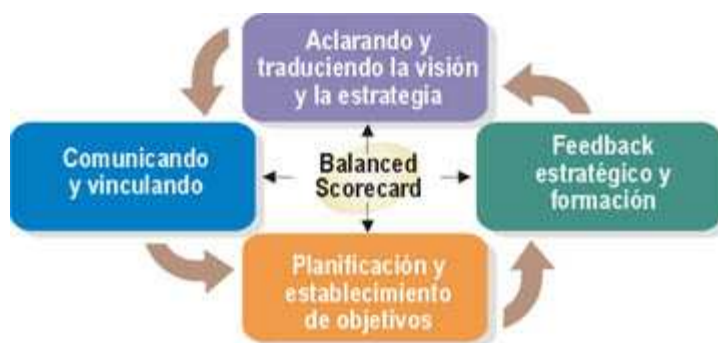 Aclarando y
traduciendo la visión
y la estrategia
Comunicando
y vinculando
Balanced
Scorecard
Feedback
estratégico y
formación
Planificación y
establecimiento
de objetivos